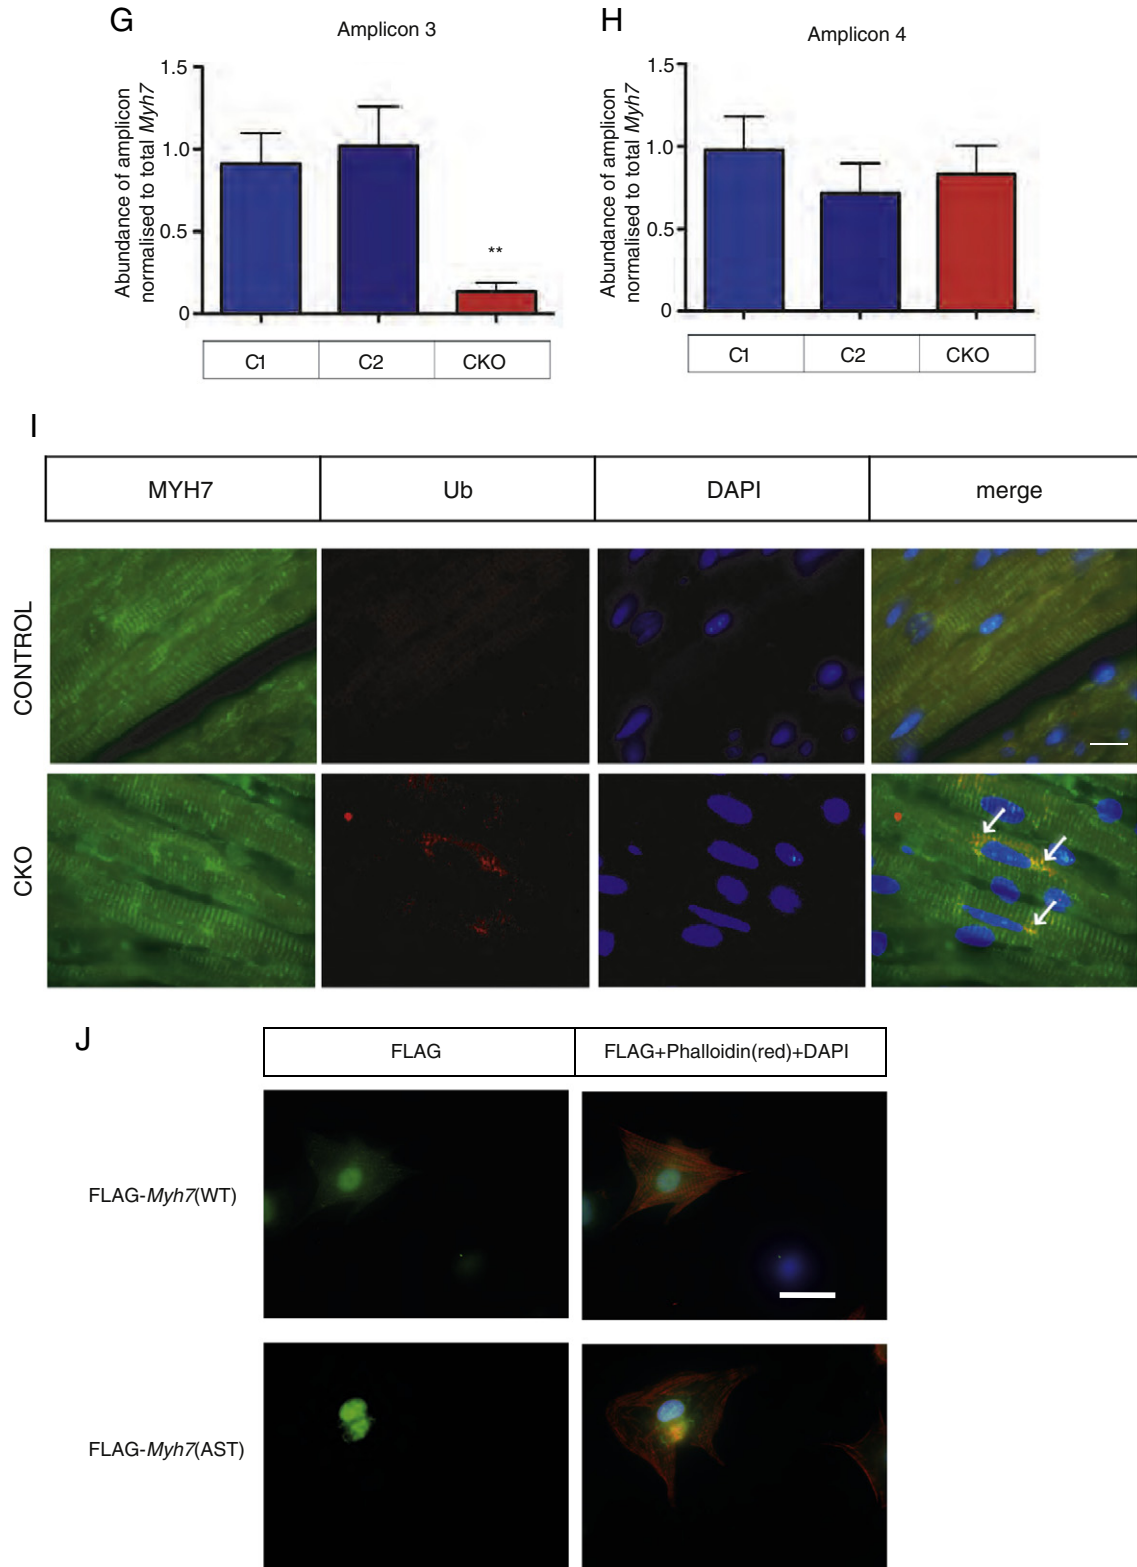 G
Amplicon 3
Abundance of amplicon
normalised to total Myh7
1.5
1.0
0.5
0
**
C1
C2
CKO
H
Amplicon 4
Abundance of amplicon
normalised to total Myh7
1.5
1.0
0.5
0
C1
C2
CKO
I
MYH7
Ub
DAPI
merge
CONTROL
CKO
J
FLAG
FLAG+Phalloidin(red)+DAPI
FLAG-Myh7(WT)
FLAG-Myh7(AST)